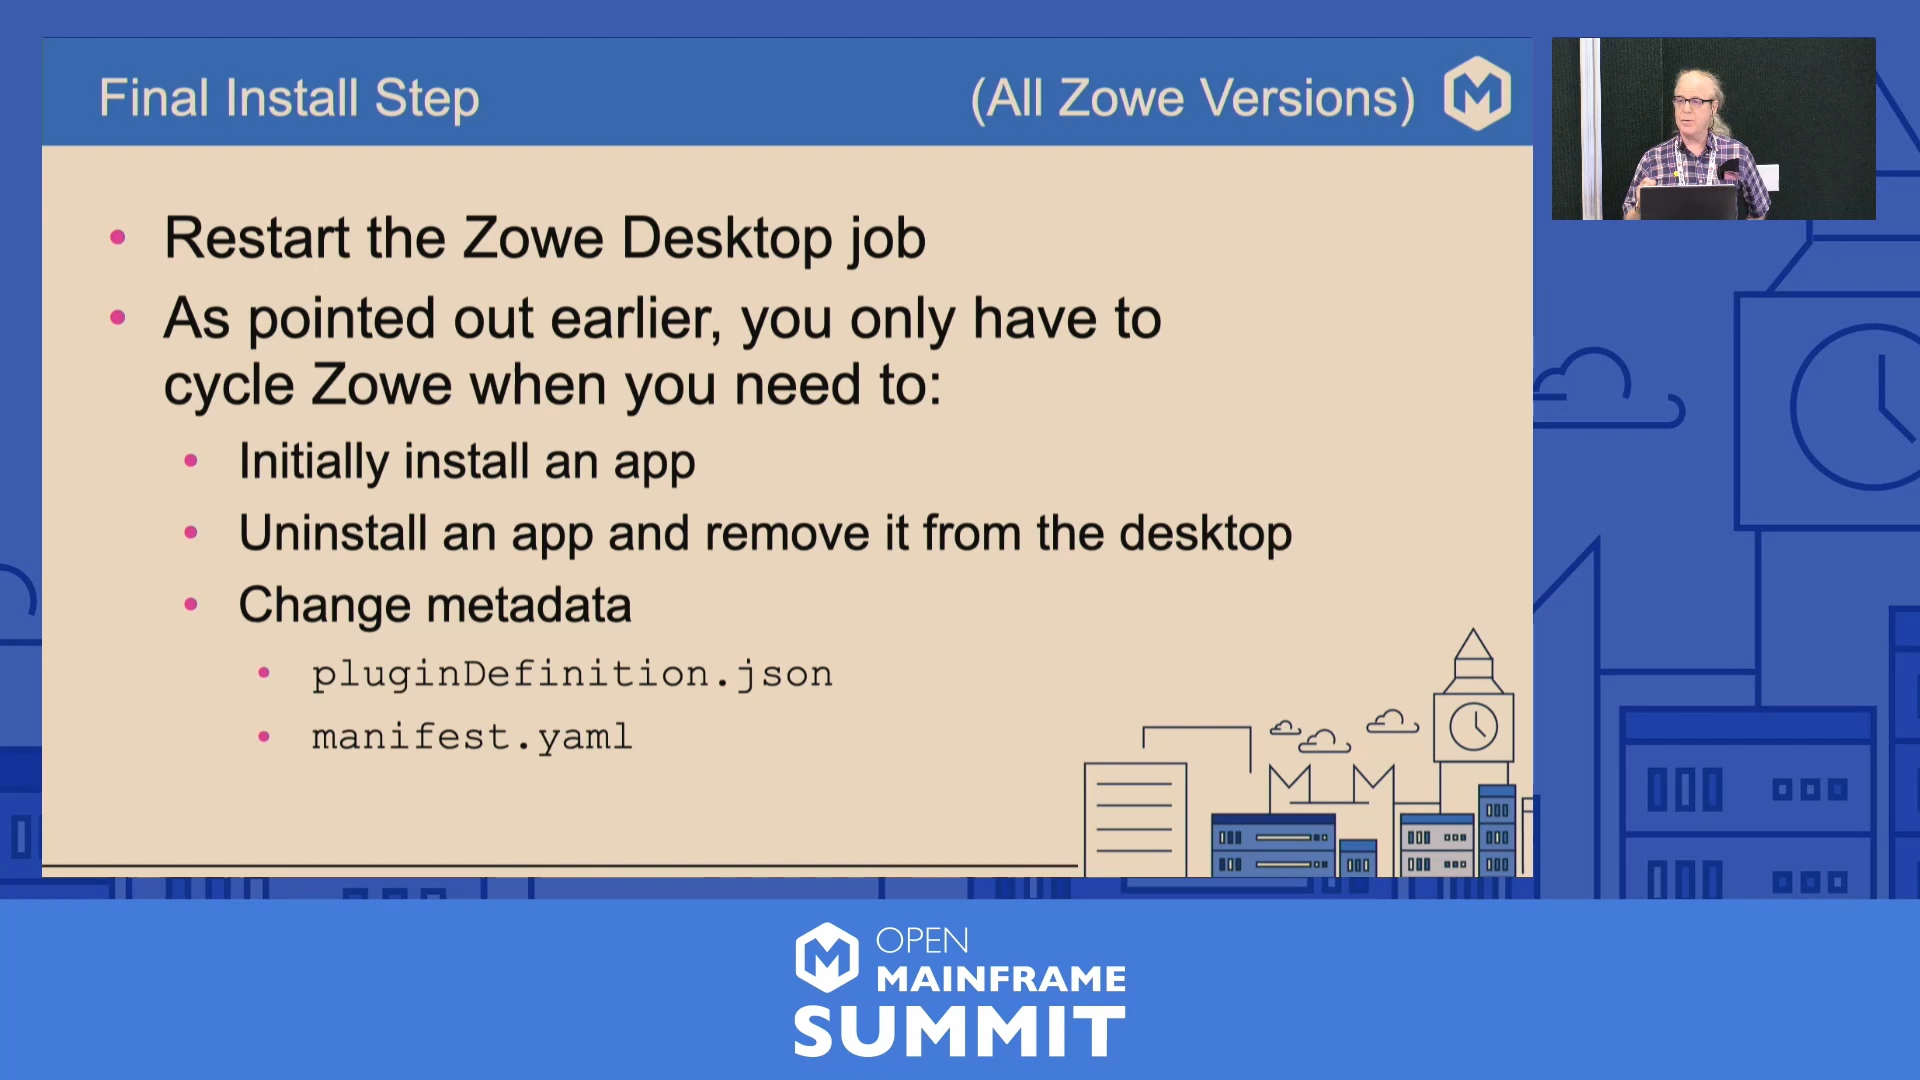 Final Install Step
(All Zowe Versions)
• Restart the Zowe Desktop job
• As pointed out earlier, you only have to
cycle Zowe when you need to:
• Initially install an app
• Uninstall an app and remove it from the desktop
• Change metadata
• pluginDefinition.json
• manifest.yaml
OPEN
MAINFRAME
SUMMIT